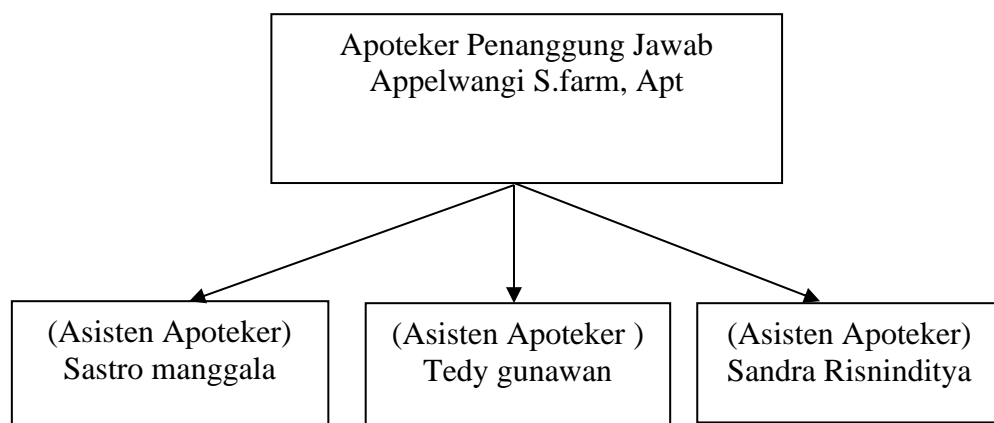 Apoteker Penanggung Jawab
Appelwangi S.farm, Apt
(Asisten Apoteker)
Sastro manggala
(Asisten Apoteker )
Tedy gunawan
(Asisten Apoteker)
Sandra Risninditya